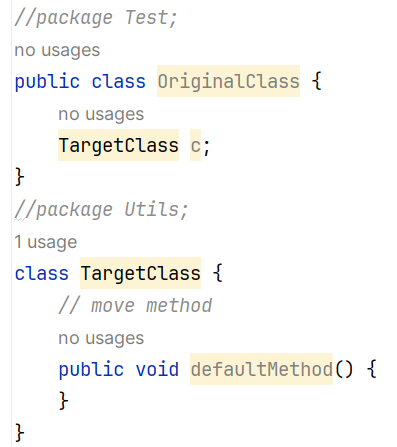 //package Test;
no usages
public class OriginalClass {
no usages
TargetClass c;
}
//package Utils;
1 usage
class TargetClass {
// move method
no usages
public void defaultMethod() {
}
}